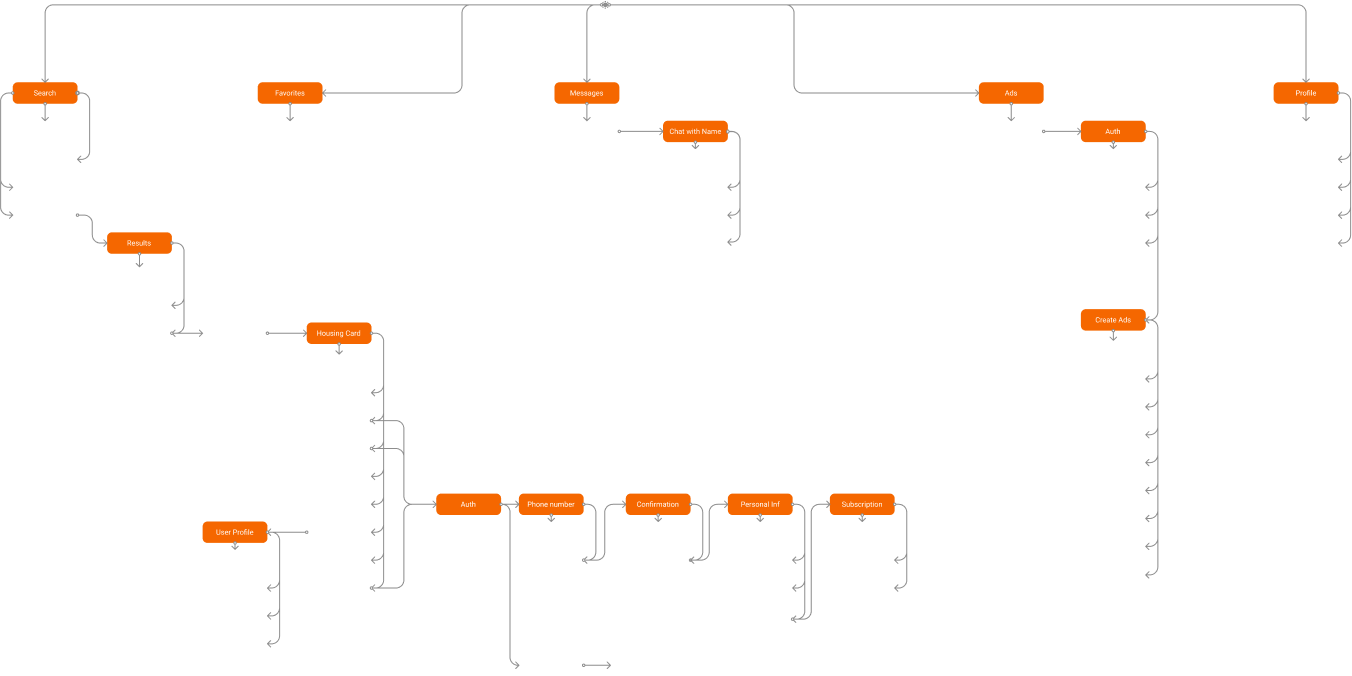 Search
Favorites
Messages
Ads
Profile
Chat with Name
Auth
Results
Create Ads
Housing Card
Auth
Phone number
Confirmation
Personal Inf
Subscription
User Profile